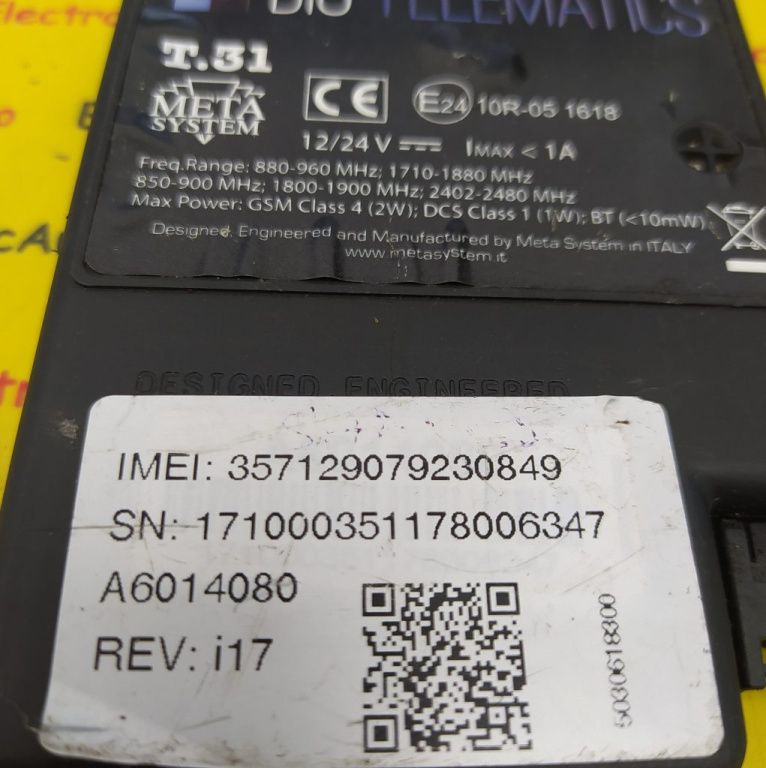 TELEMATICS
T.31
META
SYSTEM
CE
E24 10R-05 1618
12/24 V IMAX < 1A
Freq.Range: 880-960 MHz; 1710-1880 MHz
850-900 MHz; 1800-1900 MHz; 2402-2480 MHz
Max Power: GSM Class 4 (2W); DCS Class 1 (1W); BT (<10mW)
Designed, Engineered and Manufactured by Meta System in ITALY
www.metasystem.it
DESIGNED, ENGINEERED
IMEI: 357129079230849
SN: 171000351178006347
A6014080
REV: i17
5030618300